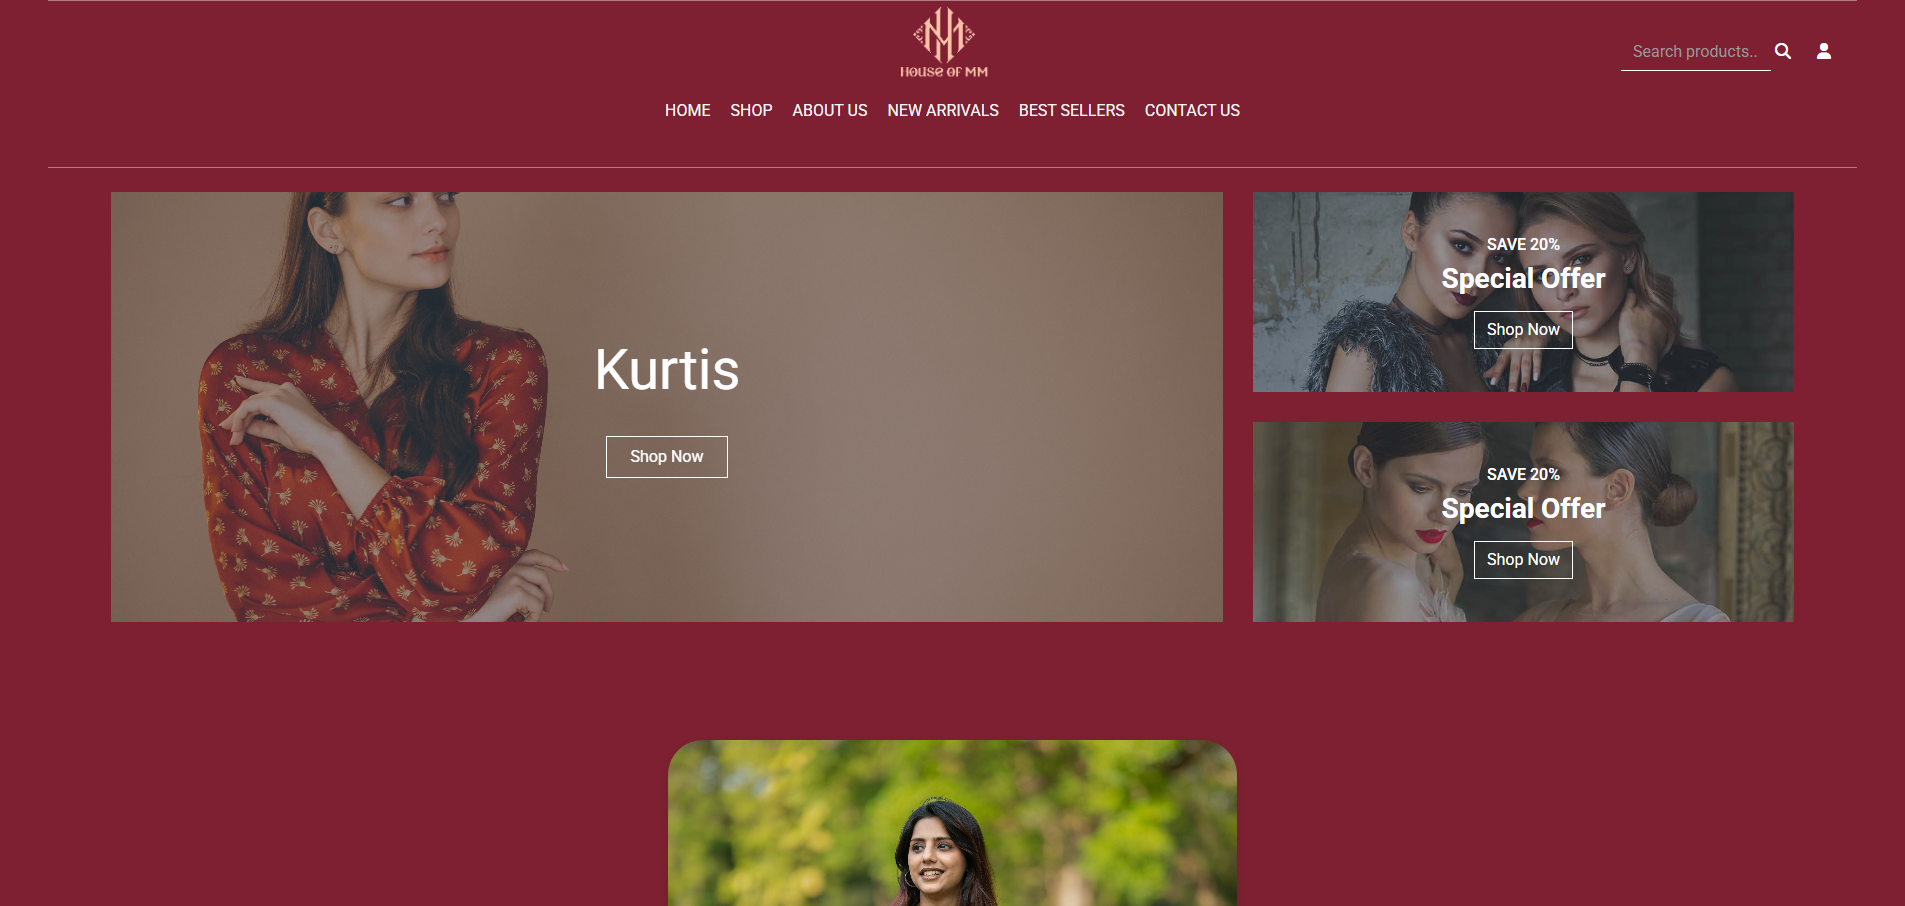 House of MM
Search products..
HOME SHOP ABOUT US NEW ARRIVALS BEST SELLERS CONTACT US
Kurtis
Shop Now
SAVE 20%
Special Offer
Shop Now
SAVE 20%
Special Offer
Shop Now